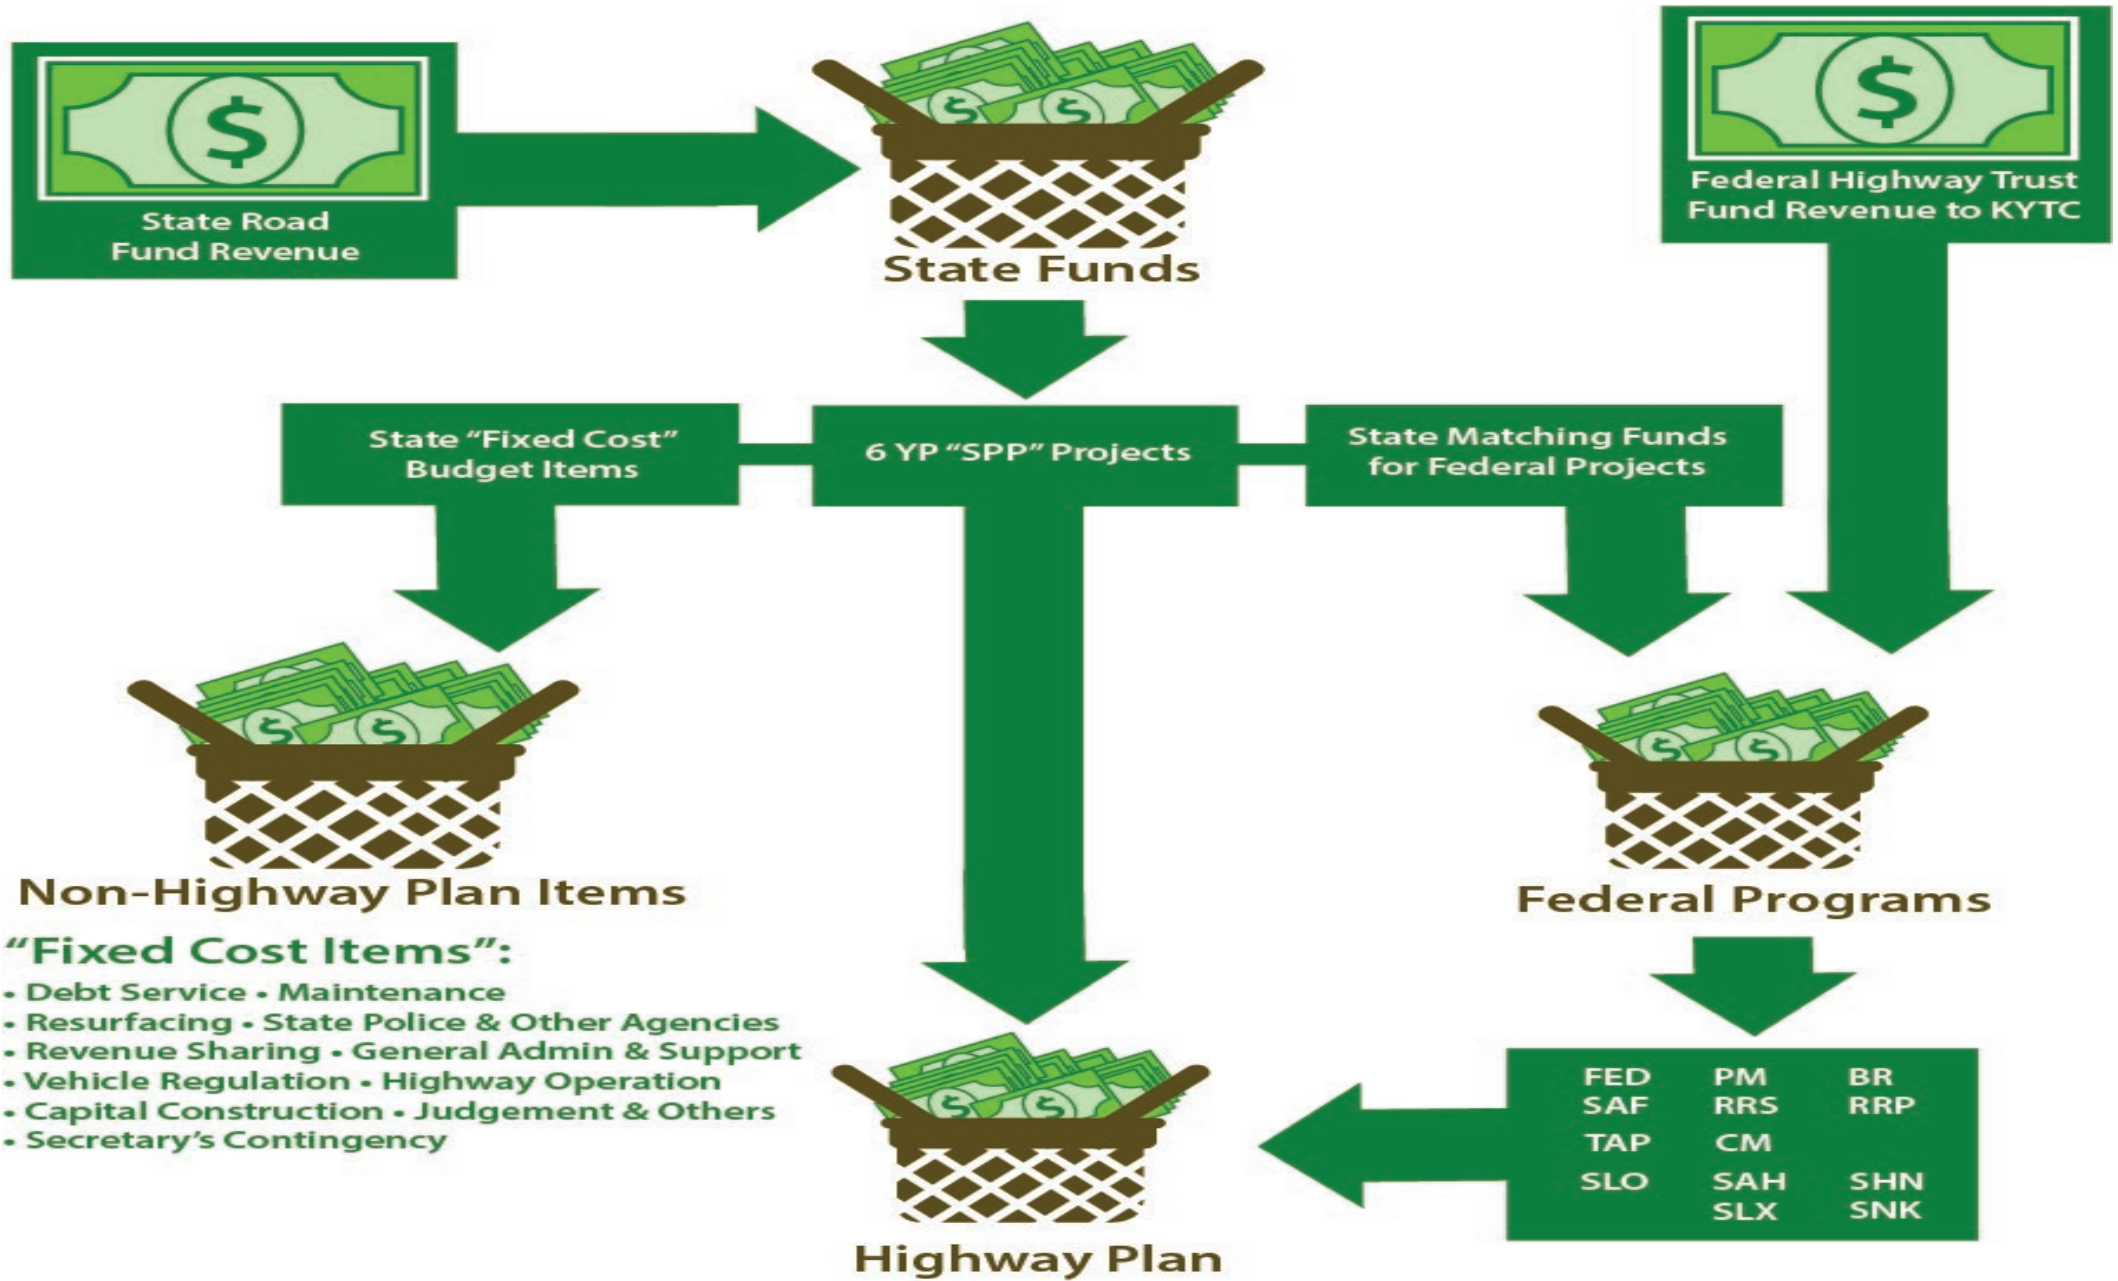 State Road
Fund Revenue
State Funds
Federal Highway Trust
Fund Revenue to KYTC
State “Fixed Cost”
Budget Items
6 YP “SPP” Projects
State Matching Funds
for Federal Projects
Non-Highway Plan Items
“Fixed Cost Items”:
• Debt Service • Maintenance
• Resurfacing • State Police & Other Agencies
• Revenue Sharing • General Admin & Support
• Vehicle Regulation • Highway Operation
• Capital Construction • Judgement & Others
• Secretary’s Contingency
Federal Programs
FED PM BR
SAF RRS RRP
TAP CM
SLO SAH SHN
SLX SNK
Highway Plan